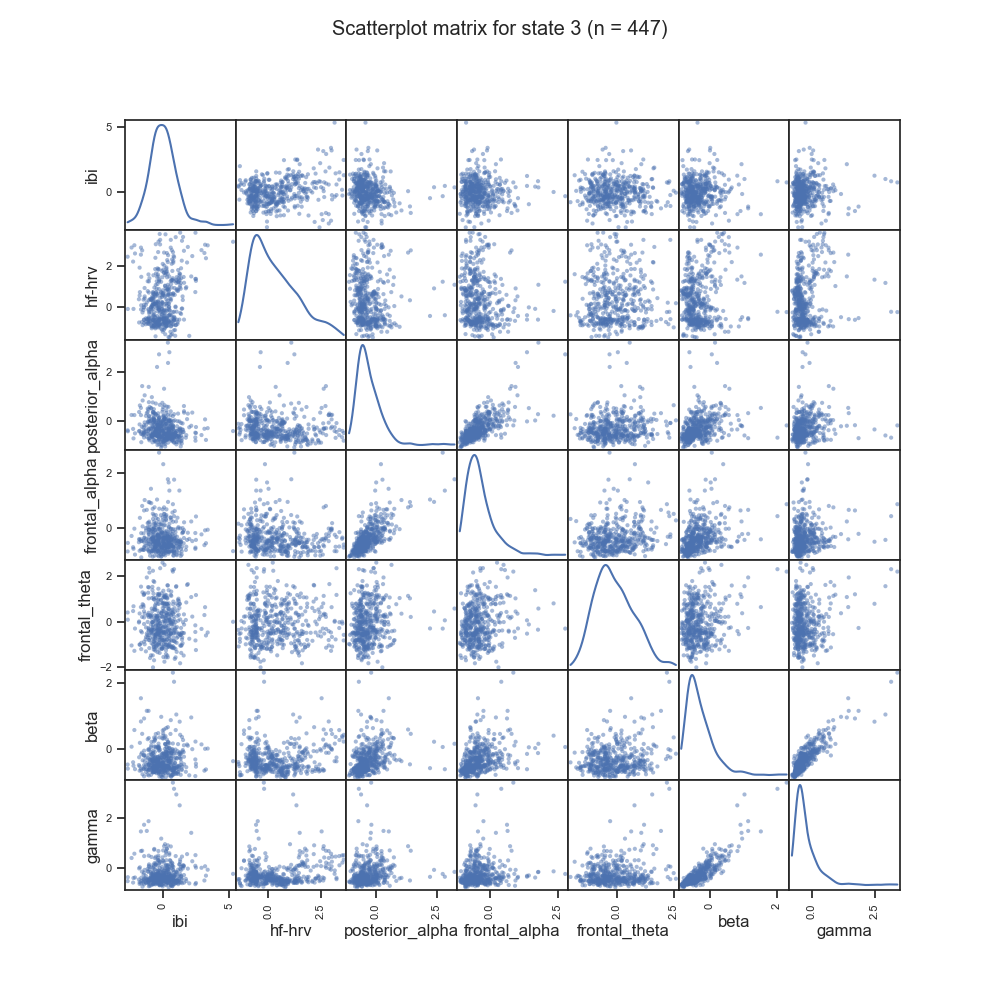 Scatterplot matrix for state 3 (n = 447)
5
0
ibi
2
0
hf-hrv
2
0
posterior_alpha
2
0
frontal_alpha
2
0
−2
frontal_theta
2
0
beta
2
0
gamma
0
5
0.0
2.5
0.0
2.5
0.0
2.5
0.0
2.5
0
2
0.0
2.5
ibi
hf-hrv
posterior_alpha
frontal_alpha
frontal_theta
beta
gamma